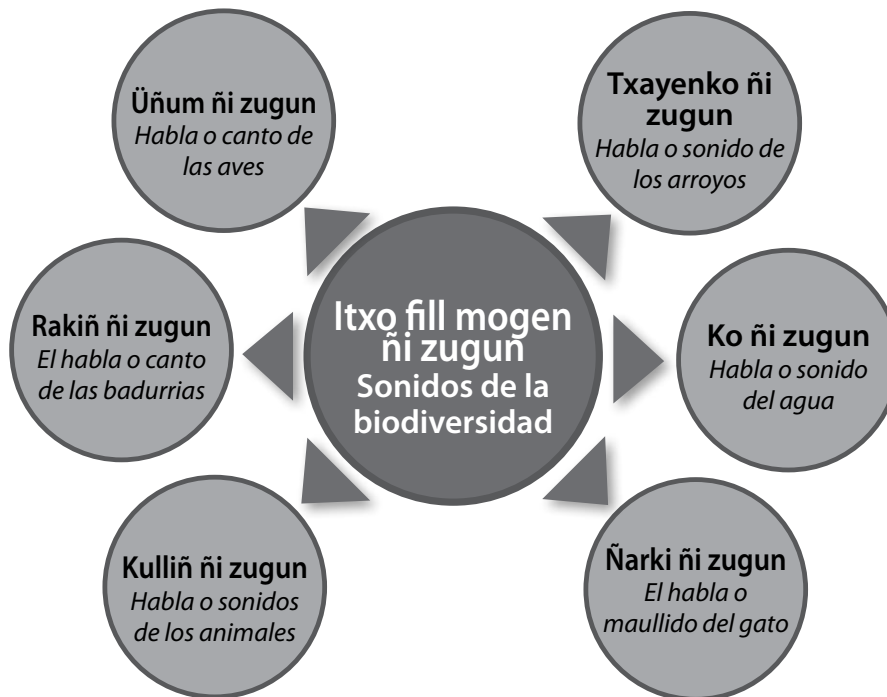 Üñum ñi zugun
Habla o canto de
las aves
Txayenko ñi
zugun
Habla o sonido de
los arroyos
Rakiñ ñi zugun
El habla o canto
de las badurrias
Itxo fill mogen
ñi zugun
Sonidos de la
biodiversidad
Ko ñi zugun
Habla o sonido
del agua
Kulliñ ñi zugun
Habla o sonidos
de los animales
Ñarki ñi zugun
El habla o
maullido del gato